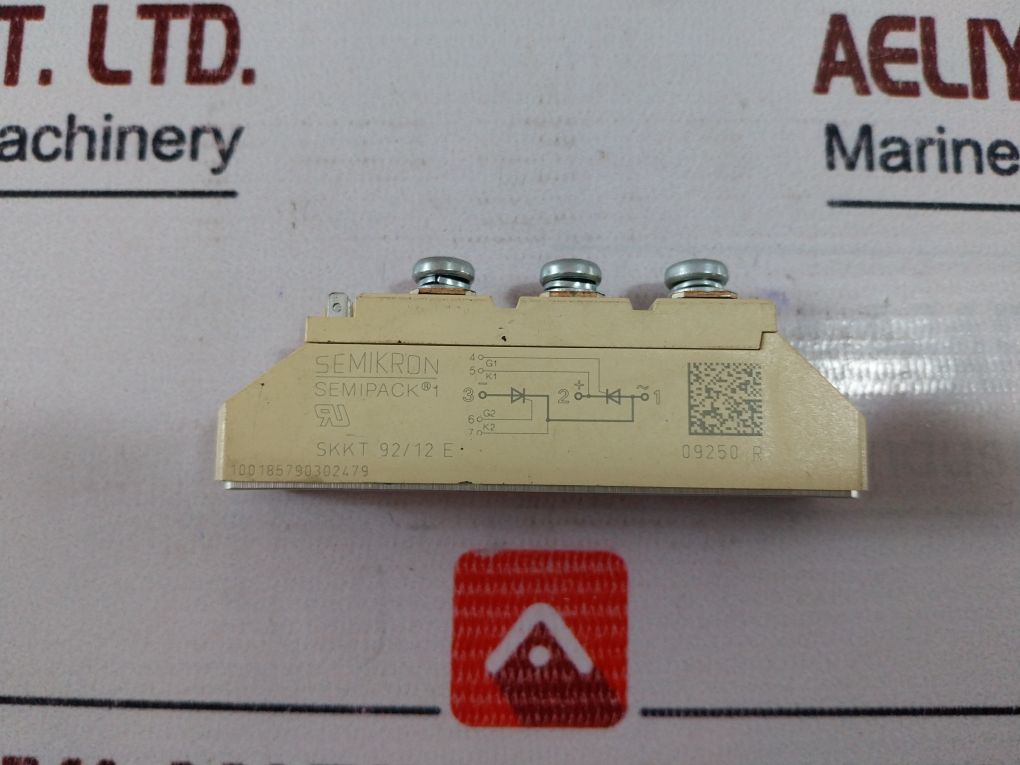 T. LTD.
achinery
AELIY
Marine
SEMIKRON
SEMIPACK® 1
SKKT 92/12 E
100185790302479
4
G1
5
K1
3 − 2 + 1 ~
6
G2
7
K2
09250 R